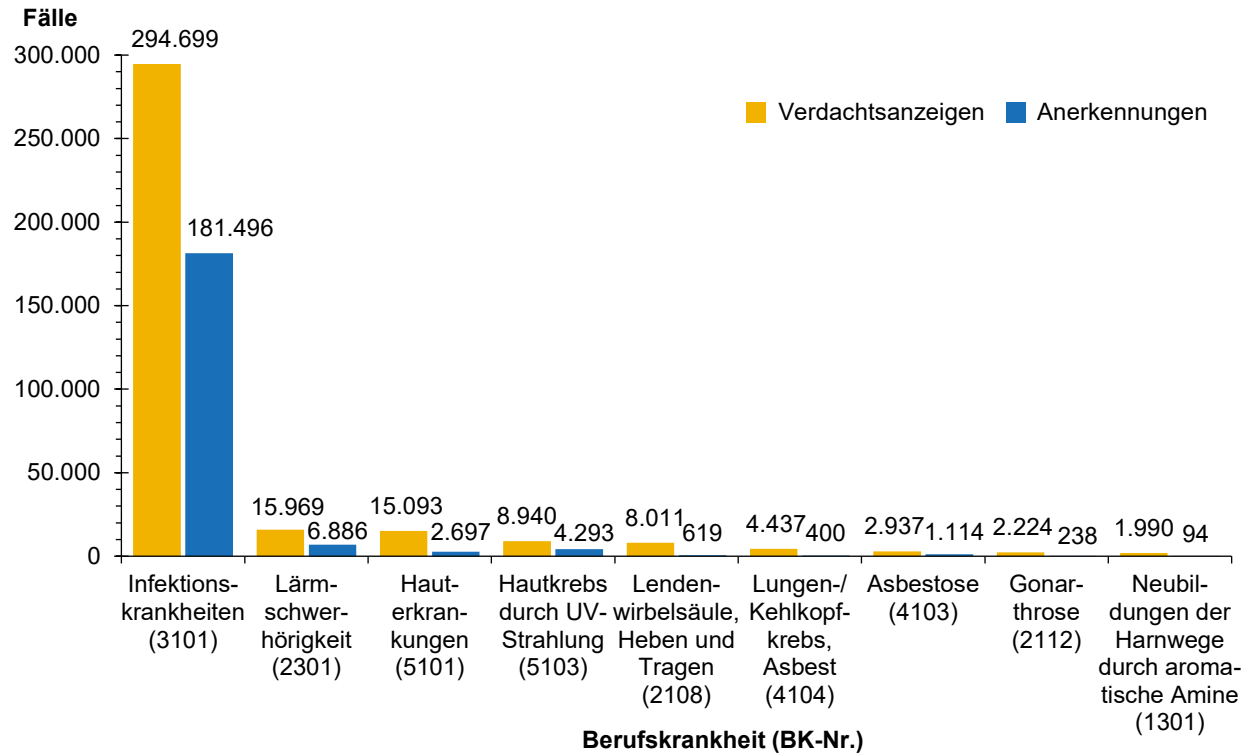 Fälle
300.000
250.000
200.000
150.000
100.000
50.000
0
Verdachtsanzeigen
Anerkennungen
294.699
181.496
15.969
6.886
15.093
2.697
8.940
4.293
8.011
619
4.437
400
2.937
1.114
2.224
238
1.990
94
Infektions-
krankheiten
(3101)
Lärm-
schwer-
hörigkeit
(2301)
Haut-
erkran-
kungen
(5101)
Hautkrebs
durch UV-
Strahlung
(5103)
Lenden-
wirbelsäule,
Heben und
Tragen
(2108)
Lungen-/
Kehlkopf-
krebs,
Asbest
(4104)
Asbestose
(4103)
Gonar-
throse
(2112)
Neubil-
dungen der
Harnwege
durch aroma-
tische Amine
(1301)
Berufskrankheit (BK-Nr.)